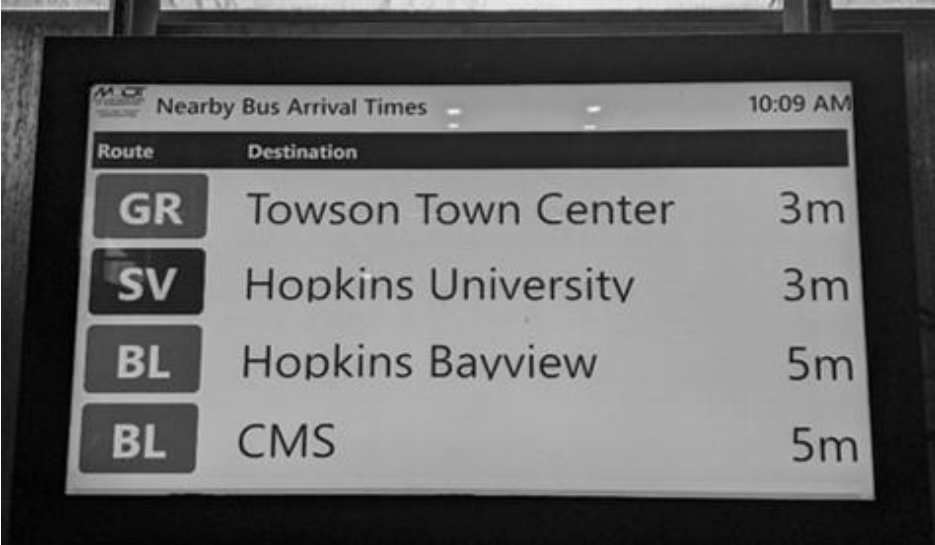 Nearby Bus Arrival Times 10:09 AM
Route Destination
GR Towson Town Center 3m
SV Hopkins University 3m
BL Hopkins Bayview 5m
BL CMS 5m